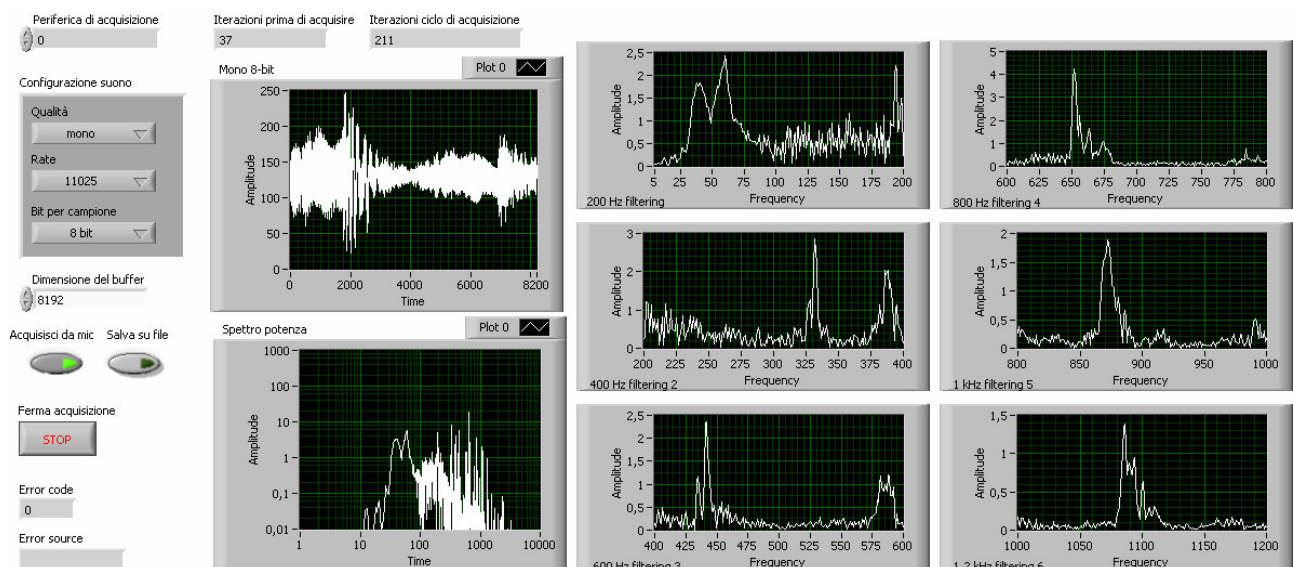 Periferica di acquisizione
0
Iterazioni prima di acquisire
37
Iterazioni ciclo di acquisizione
211
Configurazione suono
Qualità
mono
Rate
11025
Bit per campione
8 bit
Dimensione del buffer
8192
Acquisisci da mic
Salva su file
Ferma acquisizione
STOP
Error code
0
Error source
Mono 8-bit
Plot 0
Amplitude
250
200
150
100
50
0
0 2000 4000 6000 8200
Time
Spettro potenza
Plot 0
Amplitude
1000
100
10
1
0,1
0,01
1 10 100 1000 10000
Time
Amplitude
2,5
2
1,5
1
0,5
0
5 25 50 75 100 125 150 175 200
200 Hz filtering
Frequency
Amplitude
3
2
1
0
200 225 250 275 300 325 350 375 400
400 Hz filtering 2
Frequency
Amplitude
2,5
2
1,5
1
0,5
0
400 425 450 475 500 525 550 575 600
600 Hz filtering 3
Frequency
Amplitude
5
4
3
2
1
0
600 625 650 675 700 725 750 775 800
800 Hz filtering 4
Frequency
Amplitude
2
1,5
1
0,5
0
800 850 900 950 1000
1 kHz filtering 5
Frequency
Amplitude
1,5
1
0,5
0
1000 1050 1100 1150 1200
1,2 kHz filtering 6
Frequency